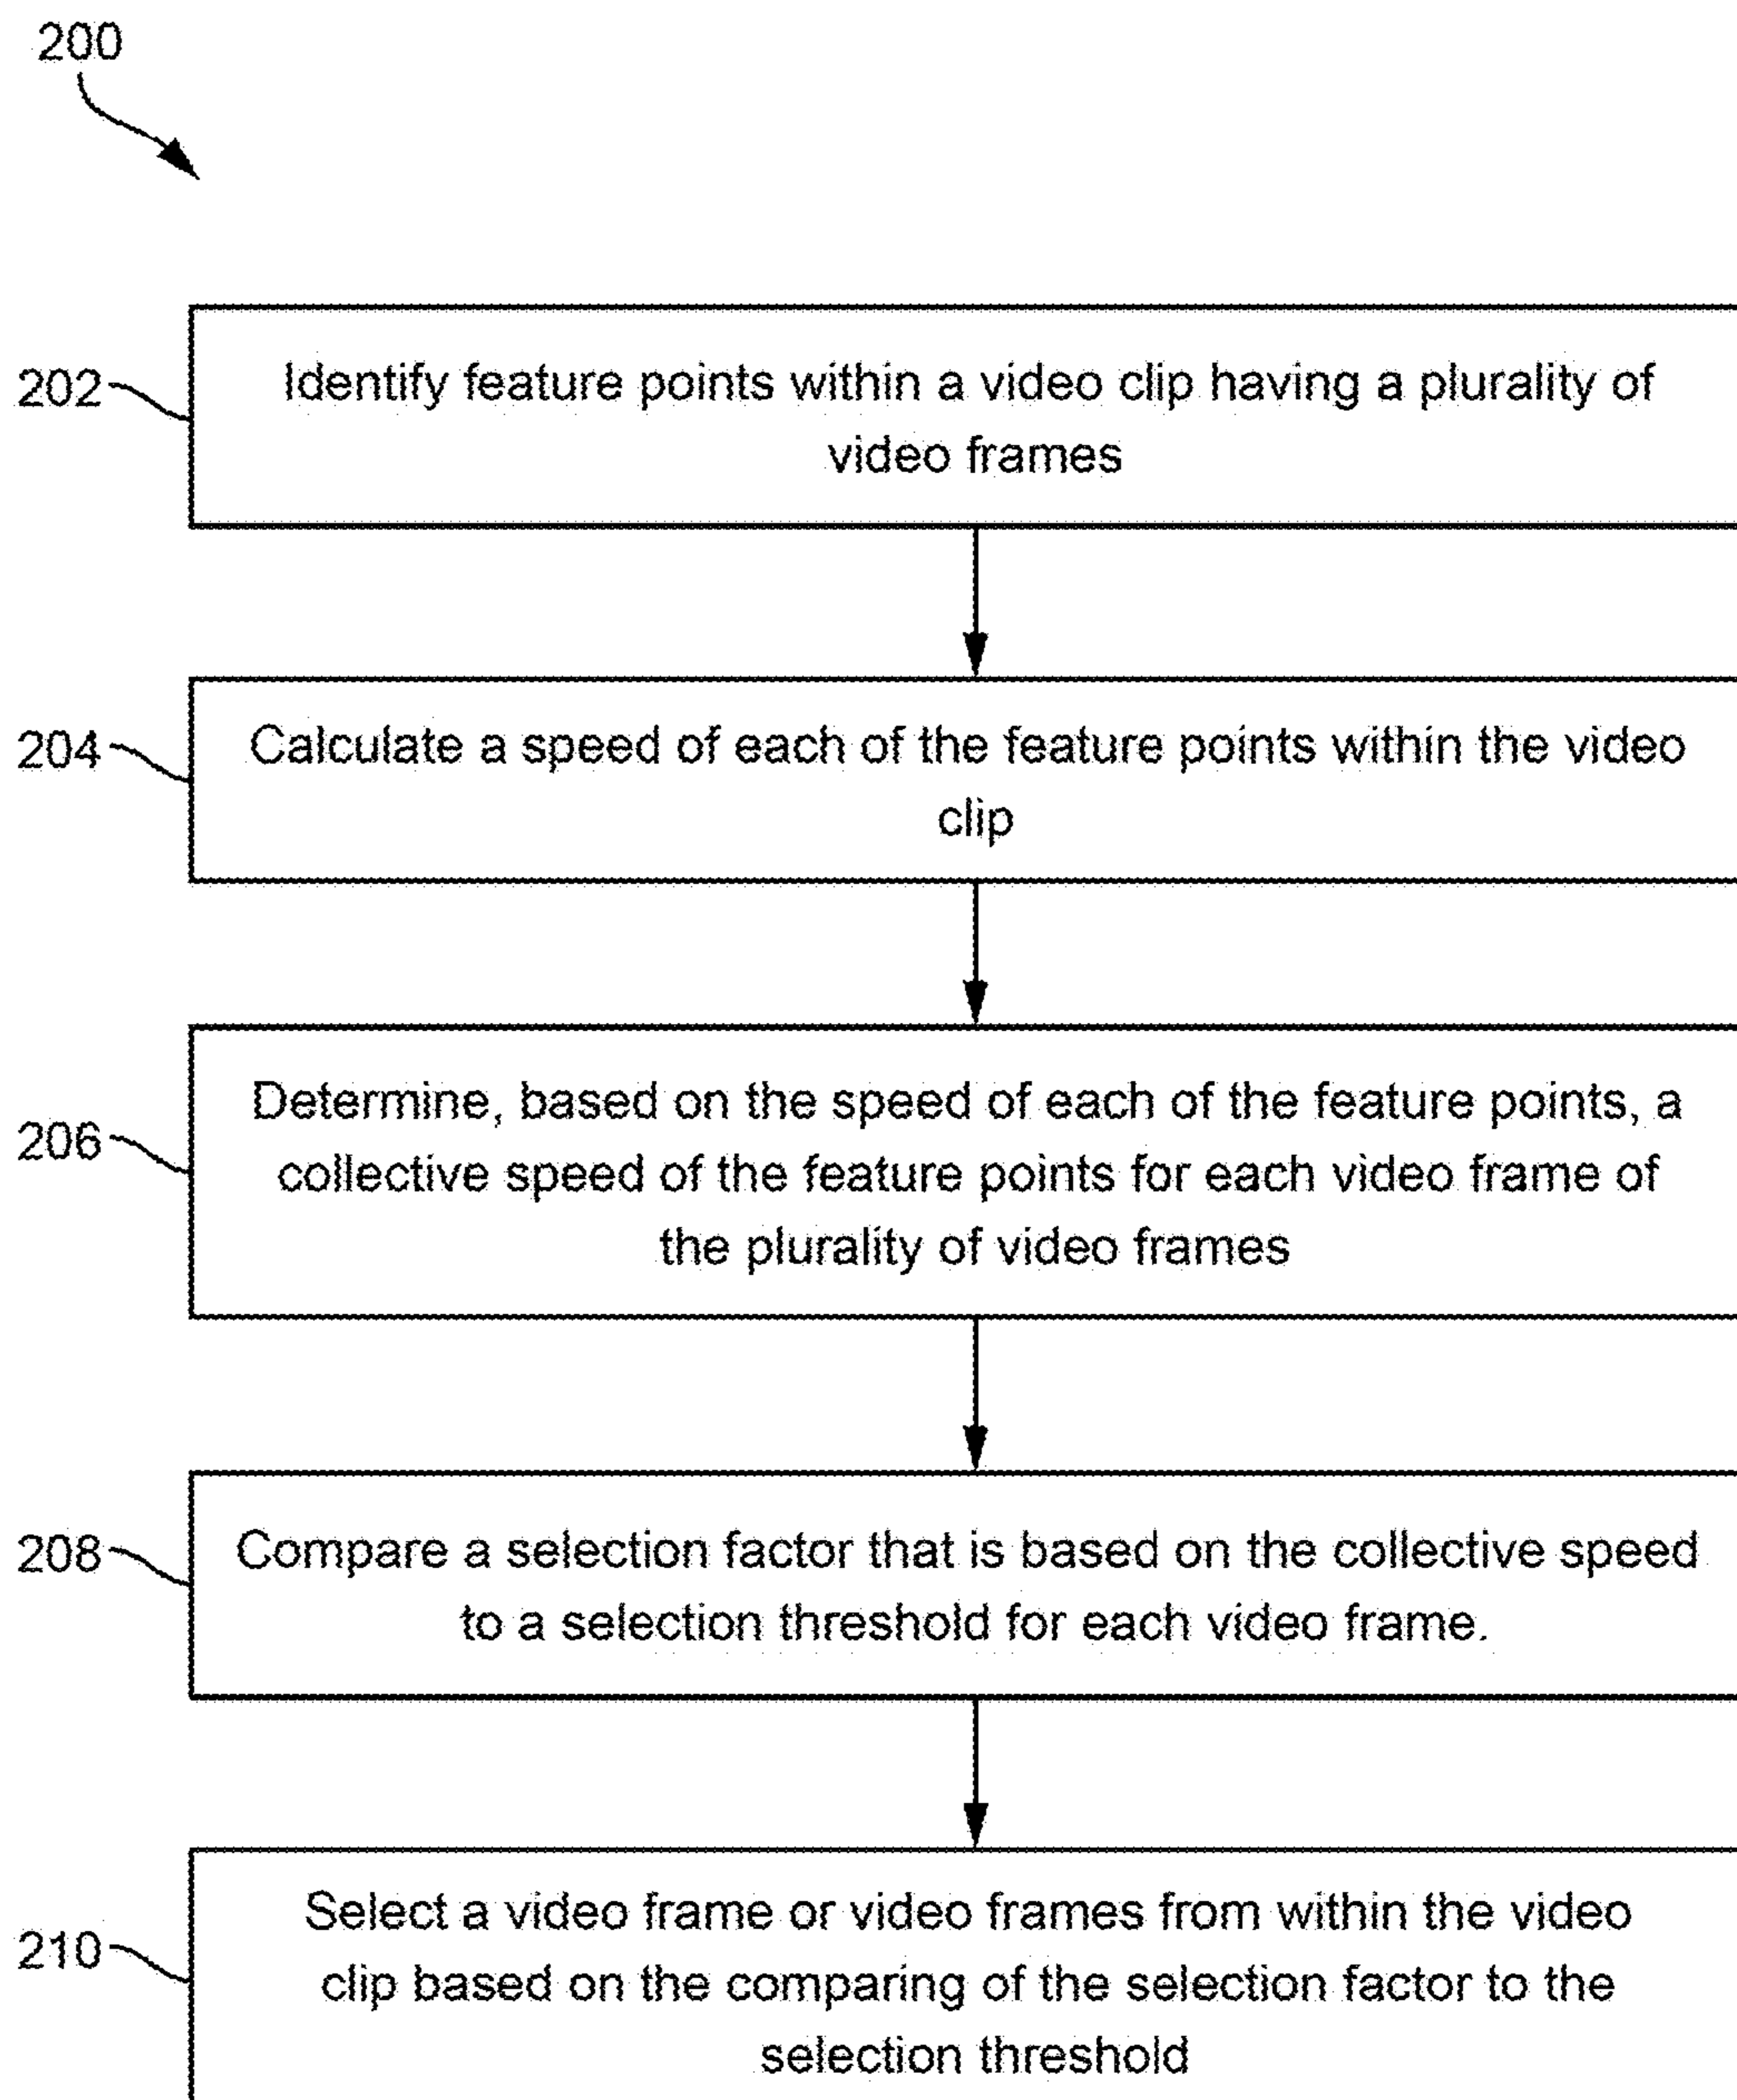 200
202
Identify feature points within a video clip having a plurality of
video frames
204
Calculate a speed of each of the feature points within the video
clip
206
Determine, based on the speed of each of the feature points, a
collective speed of the feature points for each video frame of
the plurality of video frames
208
Compare a selection factor that is based on the collective speed
to a selection threshold for each video frame.
210
Select a video frame or video frames from within the video
clip based on the comparing of the selection factor to the
selection threshold